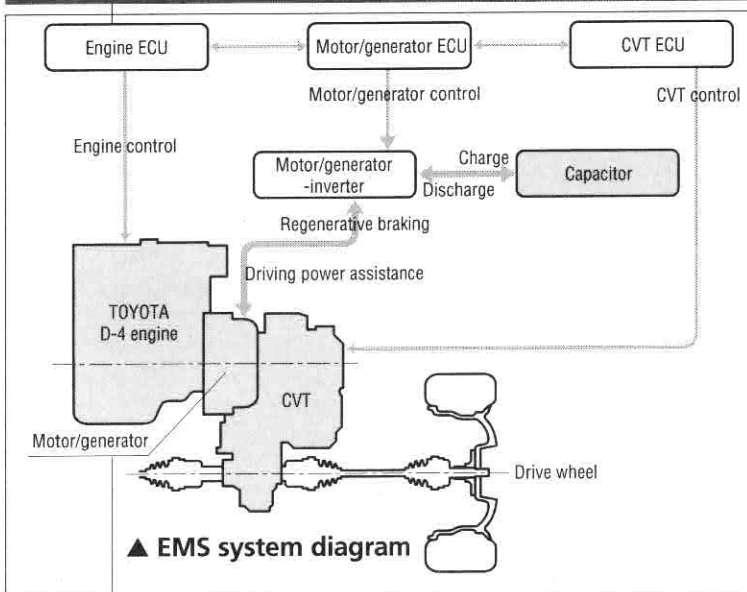 Engine ECU
Motor/generator ECU
CVT ECU
Motor/generator control
CVT control
Engine control
Motor/generator
-inverter
Charge
Discharge
Capacitor
Regenerative braking
Driving power assistance
TOYOTA
D-4 engine
CVT
Motor/generator
Drive wheel
▲ EMS system diagram